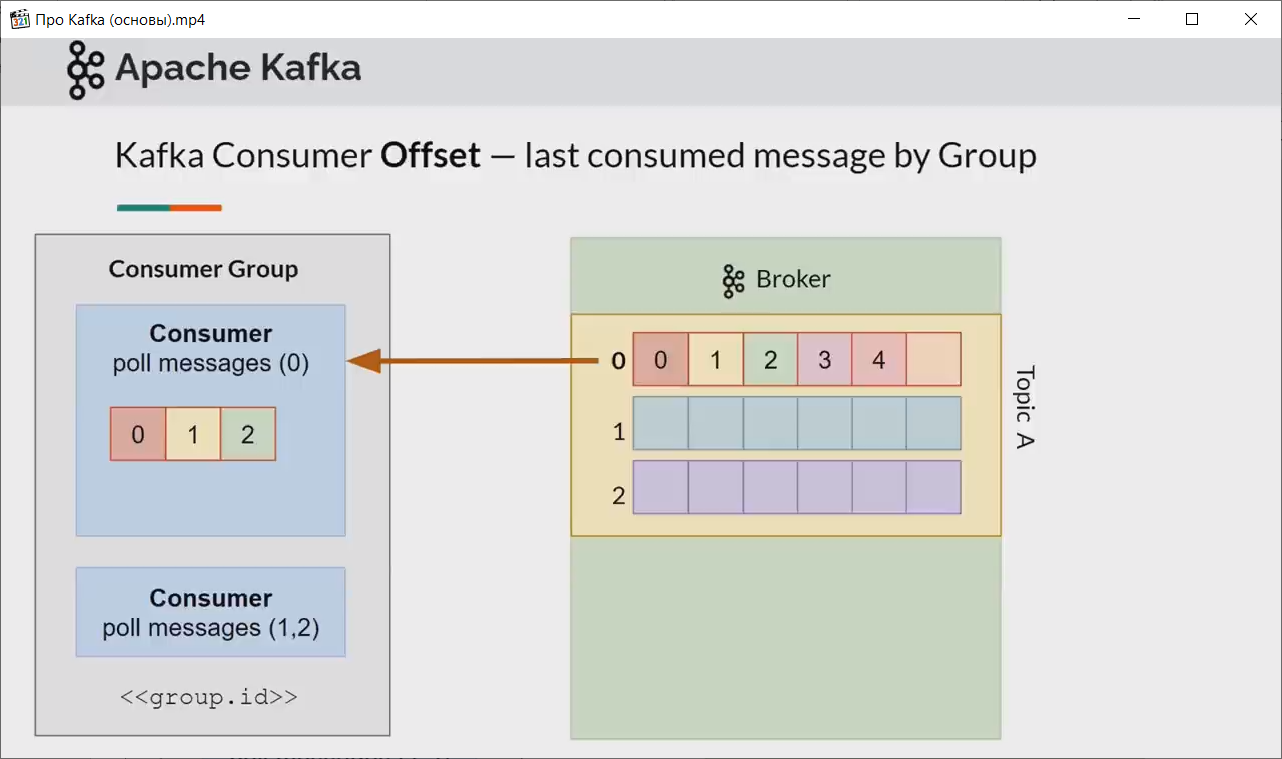 Про Kafka (основы).mp4
Apache Kafka
Kafka Consumer Offset — last consumed message by Group
Consumer Group
Consumer
poll messages (0)
0 1 2
Consumer
poll messages (1,2)
<<group.id>>
Broker
0 0 1 2 3 4
1
2
Topic A